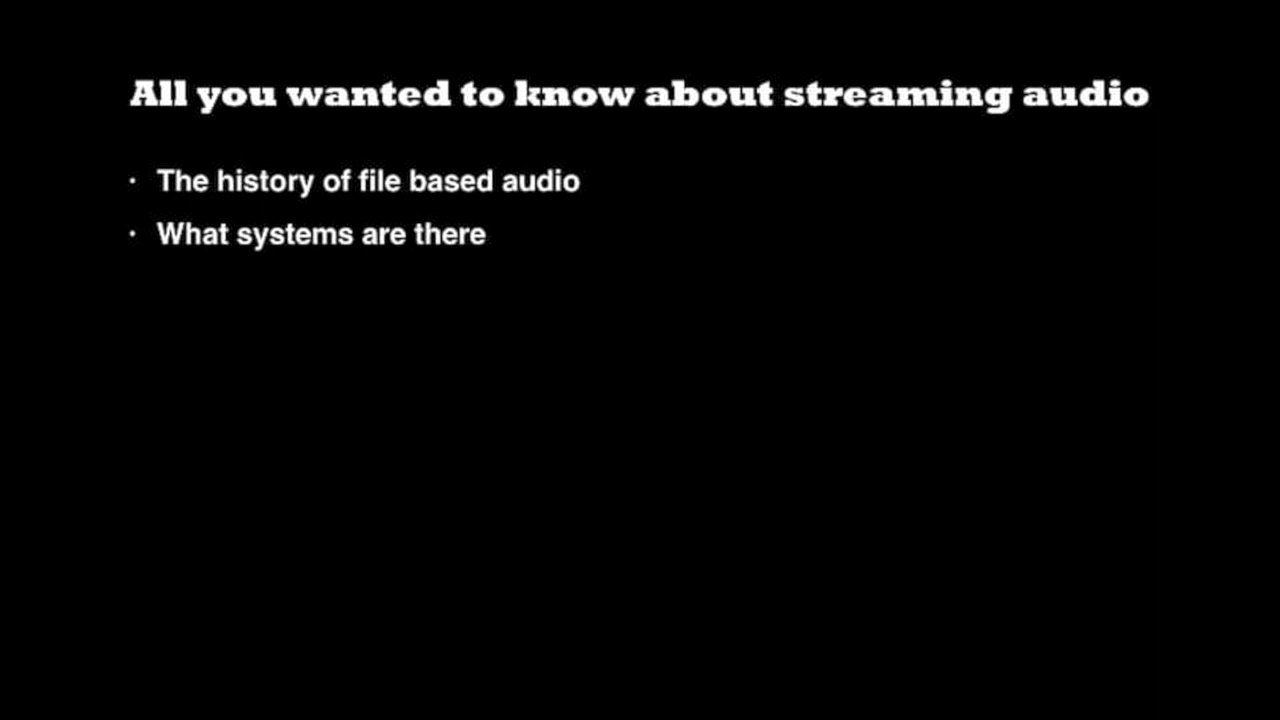 All you wanted to know about streaming audio
· The history of file based audio
· What systems are there